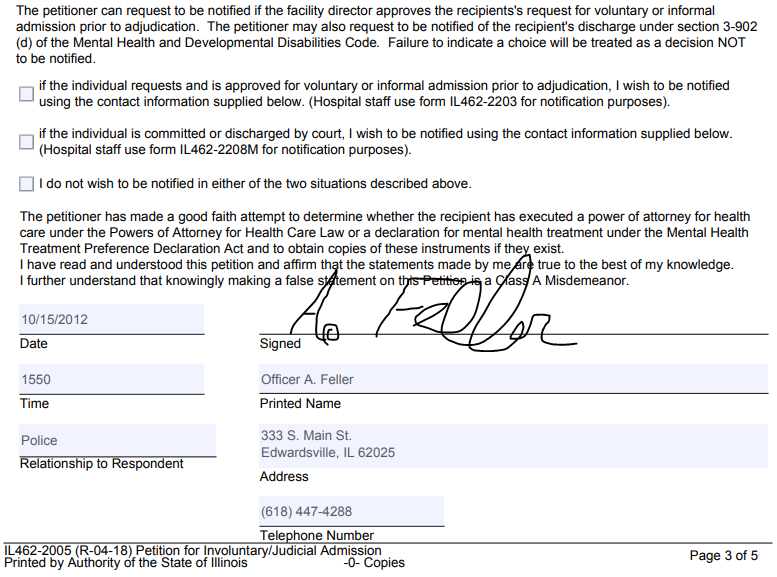 The petitioner can request to be notified if the facility director approves the recipients's request for voluntary or informal
admission prior to adjudication. The petitioner may also request to be notified of the recipient's discharge under section 3-902
(d) of the Mental Health and Developmental Disabilities Code. Failure to indicate a choice will be treated as a decision NOT
to be notified.
if the individual requests and is approved for voluntary or informal admission prior to adjudication, I wish to be notified
using the contact information supplied below. (Hospital staff use form IL462-2203 for notification purposes).
if the individual is committed or discharged by court, I wish to be notified using the contact information supplied below.
(Hospital staff use form IL462-2208M for notification purposes).
I do not wish to be notified in either of the two situations described above.
The petitioner has made a good faith attempt to determine whether the recipient has executed a power of attorney for health
care under the Powers of Attorney for Health Care Law or a declaration for mental health treatment under the Mental Health
Treatment Preference Declaration Act and to obtain copies of these instruments if they exist.
I have read and understood this petition and affirm that the statements made by me are true to the best of my knowledge.
I further understand that knowingly making a false statement on this Petition is a Class A Misdemeanor.
10/15/2012
Date
Signed
1550
Officer A. Feller
Time
Printed Name
Police
333 S. Main St.
Edwardsville, IL 62025
Relationship to Respondent
Address
(618) 447-4288
Telephone Number
IL462-2005 (R-04-18) Petition for Involuntary/Judicial Admission
Printed by Authority of the State of Illinois -0- Copies
Page 3 of 5